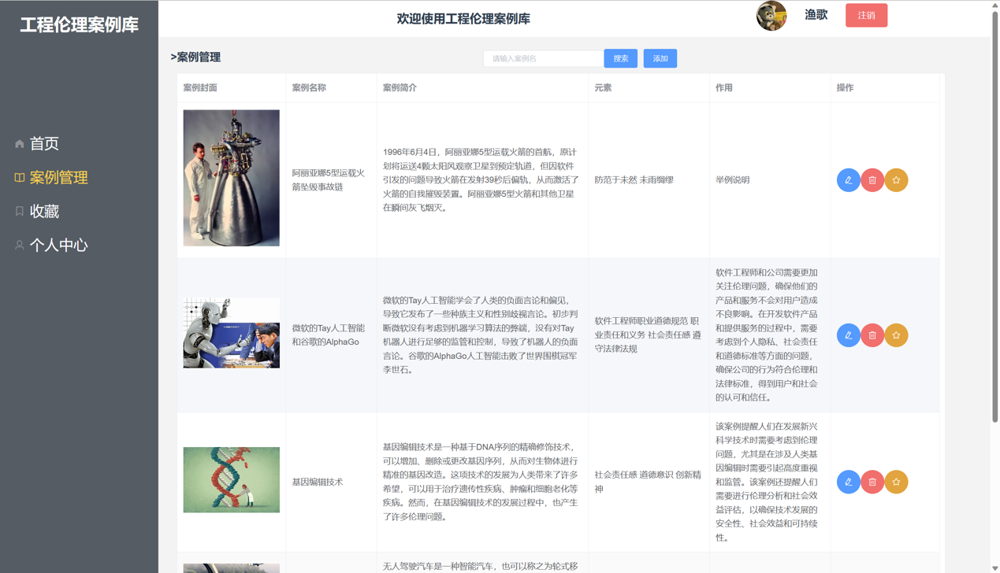 工程伦理案例库
欢迎使用工程伦理案例库
渔歌
注销
首页
案例管理
收藏
个人中心
>案例管理
请输入案例名
搜索
添加
案例封面
案例名称
案例简介
元素
作用
操作
阿丽亚娜5型运载火
箭坠毁事故链
1996年6月4日，阿丽亚娜5型运载火箭的首航，原计
划将运送4颗太阳风观察卫星到预定轨道，但因软件
引发的问题导致火箭在发射39秒后偏轨，从而激活了
火箭的自我摧毁装置。阿丽亚娜5型火箭和其他卫星
在瞬间灰飞烟灭。
防范于未然 未雨绸缪
举例说明
微软的Tay人工智能
和谷歌的AlphaGo
微软的Tay人工智能学会了人类的负面言论和偏见，
导致它发布了一些种族主义和性别歧视言论。初步判
断微软没有考虑到机器学习算法的弊端，没有对Tay
机器人进行足够的监管和控制，导致了机器人的负面
言论。谷歌的AlphaGo人工智能击败了世界围棋冠军
李世石。
软件工程师职业道德规范 职
业责任和义务 社会责任感 遵
守法律法规
软件工程师和公司需要更加
关注伦理问题，确保他们的
产品和服务不会对用户造成
不良影响。在开发软件产品
和提供服务的过程中，需要
考虑到个人隐私、社会责任
和道德标准等方面的问题，
确保公司的行为符合伦理和
法律标准，得到用户和社会
的认可和信任。
基因编辑技术
基因编辑技术是一种基于DNA序列的精确修饰技术，
可以增加、删除或更改基因序列，从而对生物体进行
精准的基因改造。这项技术的发展为人类带来了许多
希望，可以用于治疗遗传性疾病、肿瘤和细胞老化等
疾病。然而，在基因编辑技术的发展过程中，也产生
了许多伦理问题。
社会责任感 道德意识 创新精
神
该案例提醒人们在发展新兴
科学技术时需要考虑到伦理
问题，尤其是在涉及人类基
因编辑时需要引起高度重视
和监管。该案例还提醒人们
需要进行伦理分析和社会效
益评估，以确保技术发展的
安全性、社会效益和可持续
性。
无人驾驶汽车是一种智能汽车，也可以称之为轮式移